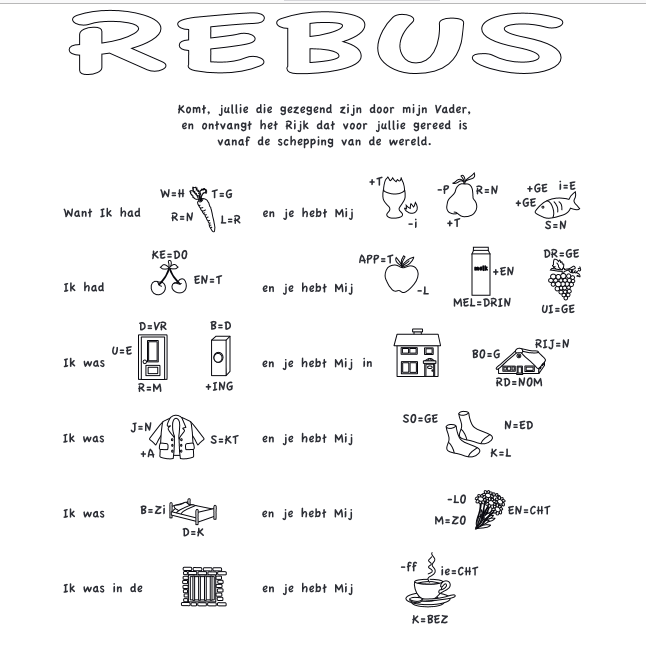 REBUS
Komt, jullie die gezegend zijn door mijn Vader,
en ontvangt het Rijk dat voor jullie gereed is
vanaf de schepping van de wereld.
Want Ik had W=H T=G R=N L=R en je hebt Mij +T -i -P R=N +T +GE i=E +GE S=N
Ik had KE=DO EN=T en je hebt Mij APP=T -L melk +EN MEL=DRIN DR=GE UI=GE
Ik was D=VR U=E R=M B=D +ING en je hebt Mij in BO=G RIJ=N RD=NOM
Ik was J=N +A S=KT en je hebt Mij SO=GE N=ED K=L
Ik was B=Zi D=K en je hebt Mij -LO M=ZO EN=CHT
Ik was in de en je hebt Mij -ff ie=CHT K=BEZ